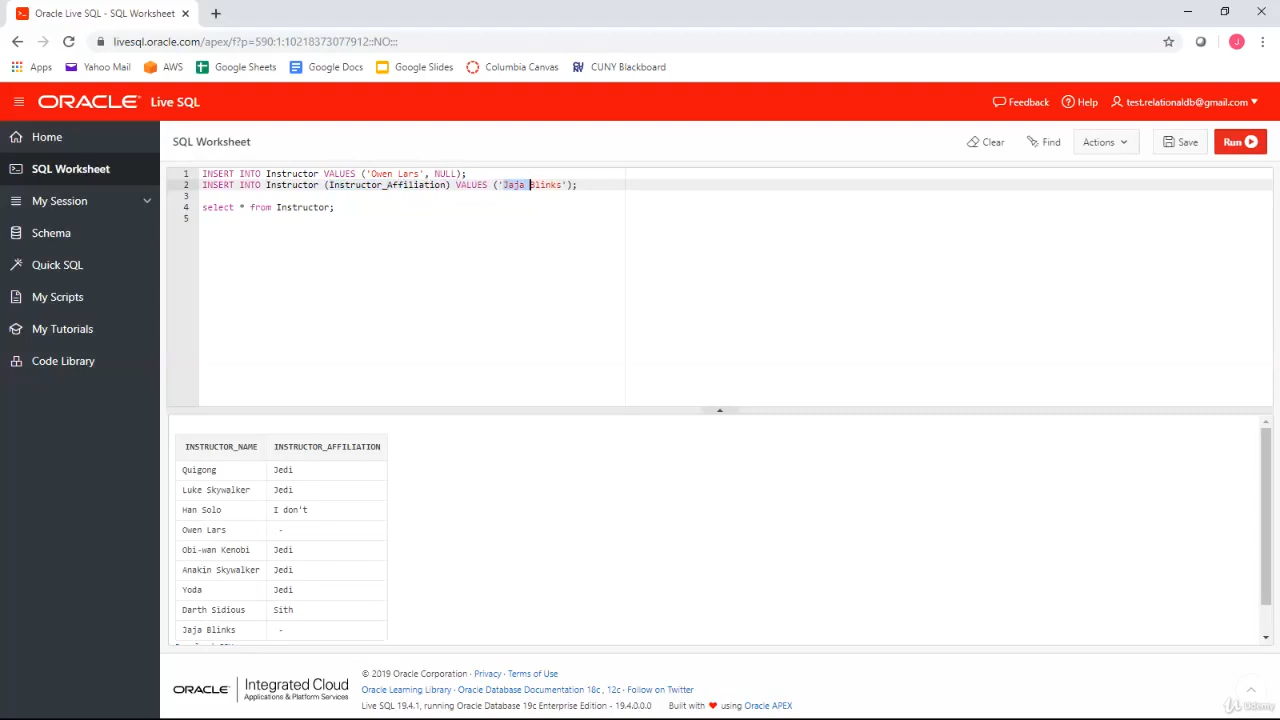 Oracle Live SQL - SQL Worksheet
livesql.oracle.com/apex/f?p=590:1:10218373077912::NO:::
Apps Yahoo Mail AWS Google Sheets Google Docs Google Slides Columbia Canvas CUNY Blackboard
ORACLE Live SQL Feedback Help test.relationaldb@gmail.com
Home
SQL Worksheet
My Session
Schema
Quick SQL
My Scripts
My Tutorials
Code Library
SQL Worksheet Clear Find Actions Save Run
1 INSERT INTO Instructor VALUES ('Owen Lars', NULL);
2 INSERT INTO Instructor (Instructor_Affiliation) VALUES ('Jaja Blinks');
3
4 select * from Instructor;
5
INSTRUCTOR_NAME INSTRUCTOR_AFFILIATION
Quigong Jedi
Luke Skywalker Jedi
Han Solo I don't
Owen Lars -
Obi-wan Kenobi Jedi
Anakin Skywalker Jedi
Yoda Jedi
Darth Sidious Sith
Jaja Blinks -
ORACLE Integrated Cloud
Applications & Platform Services
© 2019 Oracle Corporation · Privacy · Terms of Use
Oracle Learning Library · Oracle Database Documentation 18c , 12c · Follow on Twitter
Live SQL 19.4.1, running Oracle Database 19c Enterprise Edition - 19.4.0.0.0 Built with ❤ using Oracle APEX
Udemy
J